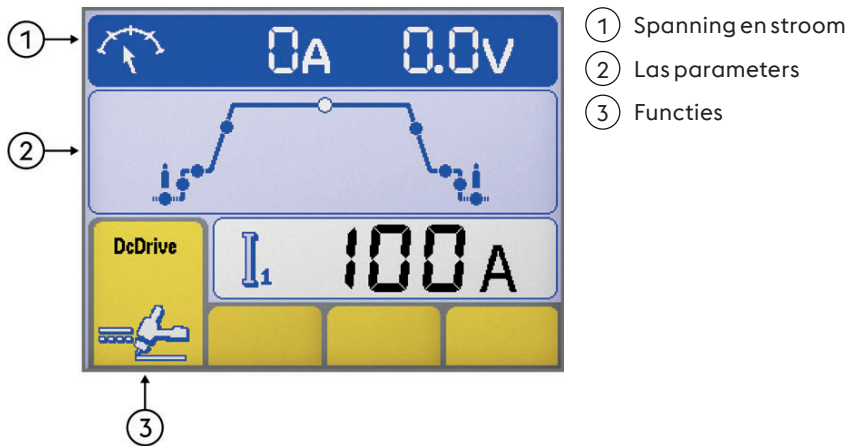 1
0A 0.0V
2
DcDrive
I1 100A
3
1 Spanning en stroom
2 Las parameters
3 Functies